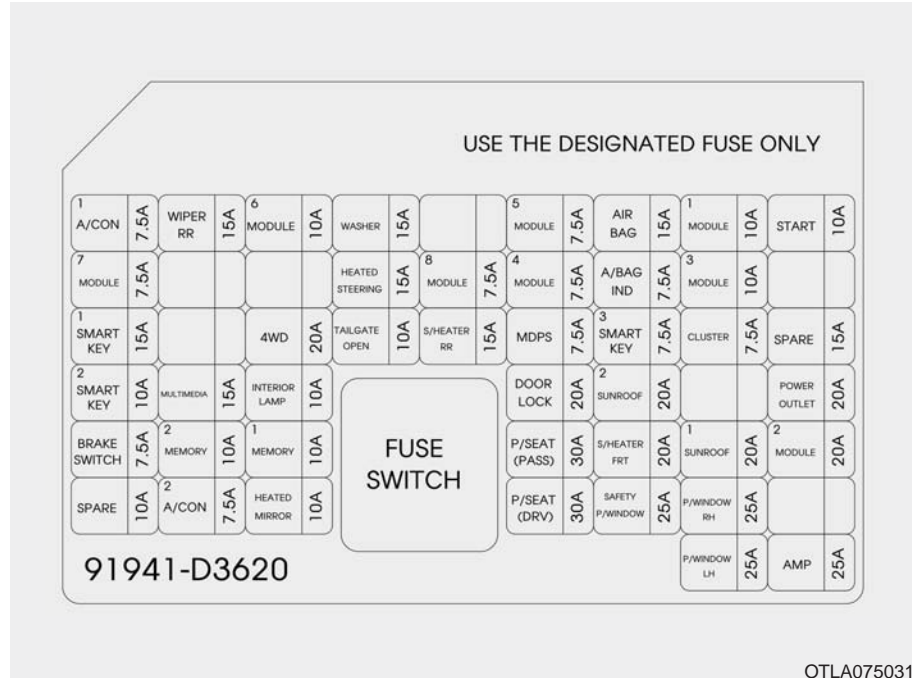 USE THE DESIGNATED FUSE ONLY
1 A/CON 7.5A WIPER RR 15A 6 MODULE 10A WASHER 15A 5 MODULE 7.5A AIR BAG 15A 1 MODULE 10A START 10A
7 MODULE 7.5A HEATED STEERING 15A 8 MODULE 7.5A 4 MODULE 7.5A A/BAG IND 7.5A 3 MODULE 10A
1 SMART KEY 15A 4WD 20A TAILGATE OPEN 10A S/HEATER RR 15A MDPS 7.5A 3 SMART KEY 7.5A CLUSTER 7.5A SPARE 15A
2 SMART KEY 10A MULTIMEDIA 15A INTERIOR LAMP 10A DOOR LOCK 20A 2 SUNROOF 20A POWER OUTLET 20A
BRAKE SWITCH 7.5A 2 MEMORY 10A 1 MEMORY 10A FUSE SWITCH P/SEAT (PASS) 30A S/HEATER FRT 20A 1 SUNROOF 20A 2 MODULE 20A
SPARE 10A 2 A/CON 7.5A HEATED MIRROR 10A P/SEAT (DRV) 30A SAFETY P/WINDOW 25A P/WINDOW RH 25A
91941-D3620 P/WINDOW LH 25A AMP 25A
OTLA075031